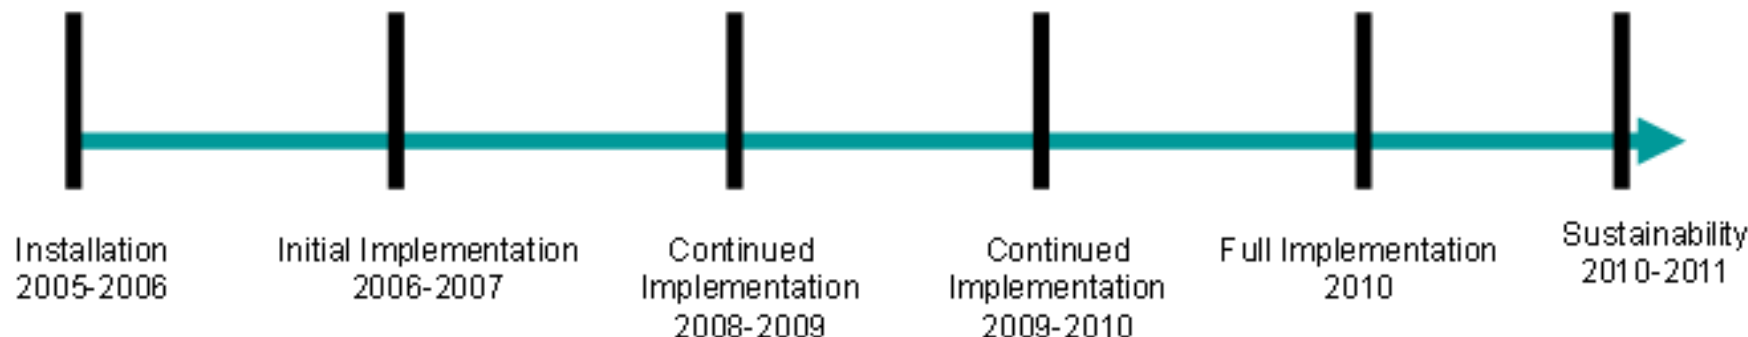 Installation
2005-2006
Initial Implementation
2006-2007
Continued
Implementation
2008-2009
Continued
Implementation
2009-2010
Full Implementation
2010
Sustainability
2010-2011